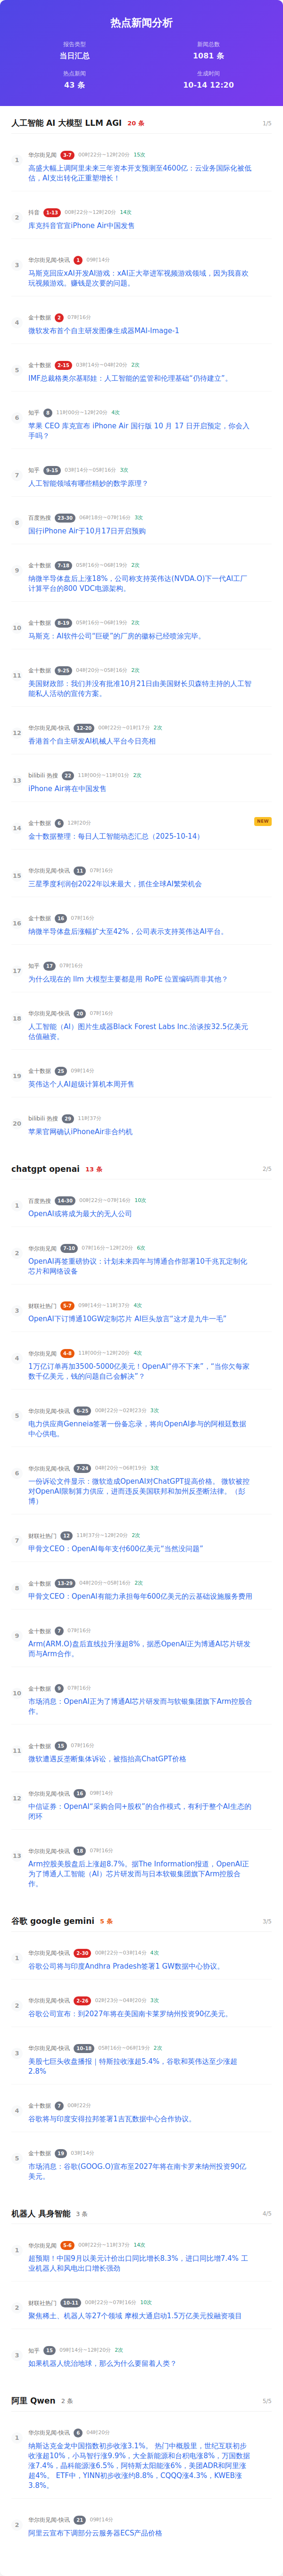 热点新闻分析
报告类型
当日汇总
新闻总数
1081 条
热点新闻
43 条
生成时间
10-14 12:20
人工智能 AI 大模型 LLM AGI 20 条 1/5
1 华尔街见闻 3-7 00时22分~12时20分 15次
高盛大幅上调阿里未来三年资本开支预测至4600亿：云业务国际化被低
估，AI支出转化正重塑增长！
2 抖音 1-13 00时22分~12时20分 14次
库克抖音官宣iPhone Air中国发售
3 华尔街见闻-快讯 1 09时14分
马斯克回应xAI开发AI游戏：xAI正大举进军视频游戏领域，因为我喜欢
玩视频游戏。赚钱是次要的问题。
4 金十数据 2 07时16分
微软发布首个自主研发图像生成器MAI-Image-1
5 金十数据 2-15 03时14分~04时20分 2次
IMF总裁格奥尔基耶娃：人工智能的监管和伦理基础“仍待建立”。
6 知乎 8 11时00分~12时20分 4次
苹果 CEO 库克宣布 iPhone Air 国行版 10 月 17 日开启预定，你会入
手吗？
7 知乎 9-15 03时14分~05时16分 3次
人工智能领域有哪些精妙的数学原理？
8 百度热搜 23-30 06时18分~07时16分 3次
国行iPhone Air于10月17日开启预购
9 金十数据 7-18 05时16分~06时19分 2次
纳微半导体盘后上涨18%，公司称支持英伟达(NVDA.O)下一代AI工厂
计算平台的800 VDC电源架构。
10 金十数据 8-19 05时16分~06时19分 2次
马斯克：AI软件公司“巨硬”的厂房的徽标已经喷涂完毕。
11 金十数据 9-25 04时20分~05时16分 2次
美国财政部：我们并没有批准10月21日由美国财长贝森特主持的人工智
能私人活动的宣传方案。
12 华尔街见闻-快讯 12-20 00时22分~01时17分 2次
香港首个自主研发AI机械人平台今日亮相
13 bilibili 热搜 22 11时00分~11时01分 2次
iPhone Air将在中国发售
14 金十数据 6 12时20分 NEW
金十数据整理：每日人工智能动态汇总（2025-10-14）
15 华尔街见闻-快讯 11 07时16分
三星季度利润创2022年以来最大，抓住全球AI繁荣机会
16 金十数据 16 07时16分
纳微半导体盘后涨幅扩大至42%，公司表示支持英伟达AI平台。
17 知乎 17 07时16分
为什么现在的 llm 大模型主要都是用 RoPE 位置编码而非其他？
18 华尔街见闻-快讯 20 07时16分
人工智能（AI）图片生成器Black Forest Labs Inc.洽谈按32.5亿美元
估值融资。
19 金十数据 25 09时14分
英伟达个人AI超级计算机本周开售
20 bilibili 热搜 29 11时37分
苹果官网确认iPhoneAir非合约机
chatgpt openai 13 条 2/5
1 百度热搜 14-30 00时22分~07时16分 10次
OpenAI或将成为最大的无人公司
2 华尔街见闻 7-10 07时16分~12时20分 6次
OpenAI再签重磅协议：计划未来四年与博通合作部署10千兆瓦定制化
芯片和网络设备
3 财联社热门 5-7 09时14分~11时37分 4次
OpenAI下订博通10GW定制芯片 AI巨头放言“这才是九牛一毛”
4 华尔街见闻 4-8 11时00分~12时20分 4次
1万亿订单再加3500-5000亿美元！OpenAI“停不下来”，“当你欠每家
数千亿美元，钱的问题自己会解决”？
5 华尔街见闻-快讯 6-25 00时22分~02时23分 3次
电力供应商Genneia签署一份备忘录，将向OpenAI参与的阿根廷数据
中心供电。
6 华尔街见闻-快讯 7-24 04时20分~06时19分 3次
一份诉讼文件显示：微软造成OpenAI对ChatGPT提高价格。 微软被控
对OpenAI限制算力供应，进而违反美国联邦和加州反垄断法律。（彭
博）
7 财联社热门 12 11时37分~12时20分 2次
甲骨文CEO：OpenAI每年支付600亿美元“当然没问题”
8 金十数据 13-29 04时20分~05时16分 2次
甲骨文CEO：OpenAI有能力承担每年600亿美元的云基础设施服务费用
9 金十数据 7 07时16分
Arm(ARM.O)盘后直线拉升涨超8%，据悉OpenAI正为博通AI芯片研发
而与Arm合作。
10 金十数据 9 07时16分
市场消息：OpenAI正为了博通AI芯片研发而与软银集团旗下Arm控股合
作。
11 金十数据 15 07时16分
微软遭遇反垄断集体诉讼，被指抬高ChatGPT价格
12 华尔街见闻-快讯 16 09时14分
中信证券：OpenAI“采购合同+股权”的合作模式，有利于整个AI生态的
闭环
13 华尔街见闻-快讯 18 07时16分
Arm控股美股盘后上涨超8.7%。据The Information报道，OpenAI正
为了博通人工智能（AI）芯片研发而与日本软银集团旗下Arm控股合
作。
谷歌 google gemini 5 条 3/5
1 华尔街见闻-快讯 2-30 00时22分~03时14分 4次
谷歌公司将与印度Andhra Pradesh签署1 GW数据中心协议。
2 华尔街见闻-快讯 2-26 02时23分~04时20分 3次
谷歌公司宣布：到2027年将在美国南卡莱罗纳州投资90亿美元。
3 华尔街见闻-快讯 10-18 05时16分~06时19分 2次
美股七巨头收盘播报｜特斯拉收涨超5.4%，谷歌和英伟达至少涨超
2.8%
4 金十数据 7 00时22分
谷歌将与印度安得拉邦签署1吉瓦数据中心合作协议。
5 金十数据 19 03时14分
市场消息：谷歌(GOOG.O)宣布至2027年将在南卡罗来纳州投资90亿
美元。
机器人 具身智能 3 条 4/5
1 华尔街见闻 5-6 00时22分~11时37分 14次
超预期！中国9月以美元计价出口同比增长8.3%，进口同比增7.4% 工
业机器人和风电出口增长强劲
2 财联社热门 10-11 00时22分~07时16分 10次
聚焦稀土、机器人等27个领域 摩根大通启动1.5万亿美元投融资项目
3 知乎 15 09时14分~12时20分 2次
如果机器人统治地球，那么为什么要留着人类？
阿里 Qwen 2 条 5/5
1 华尔街见闻-快讯 6 04时20分
纳斯达克金龙中国指数初步收涨3.1%。 热门中概股里，世纪互联初步
收涨超10%，小马智行涨9.9%，大全新能源和台积电涨8%，万国数据
涨7.4%，晶科能源涨6.5%，阿特斯太阳能涨6%，美团ADR和阿里涨
超4%。 ETF中，YINN初步收涨约8.8%，CQQQ涨4.3%，KWEB涨
3.8%。
2 华尔街见闻-快讯 21 09时14分
阿里云宣布下调部分云服务器ECS产品价格